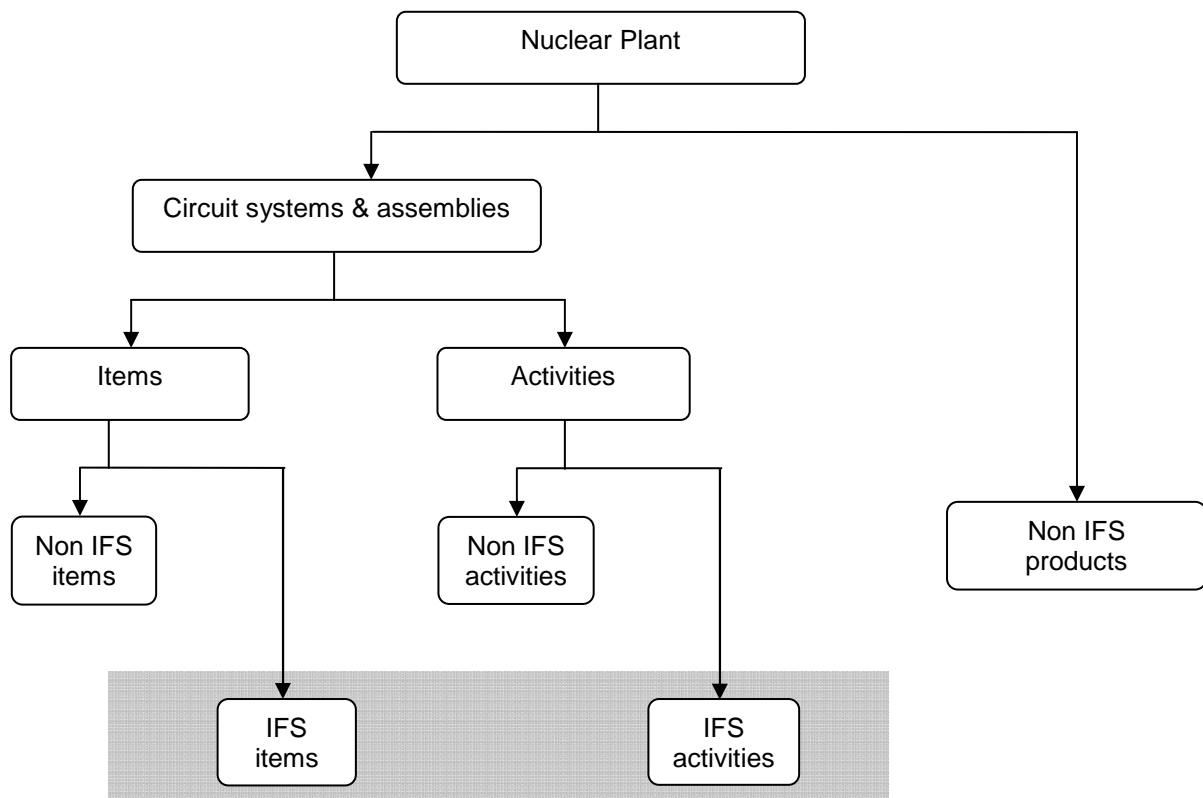 Nuclear Plant
Circuit systems & assemblies
Items
Activities
Non IFS
items
Non IFS
activities
Non IFS
products
IFS
items
IFS
activities